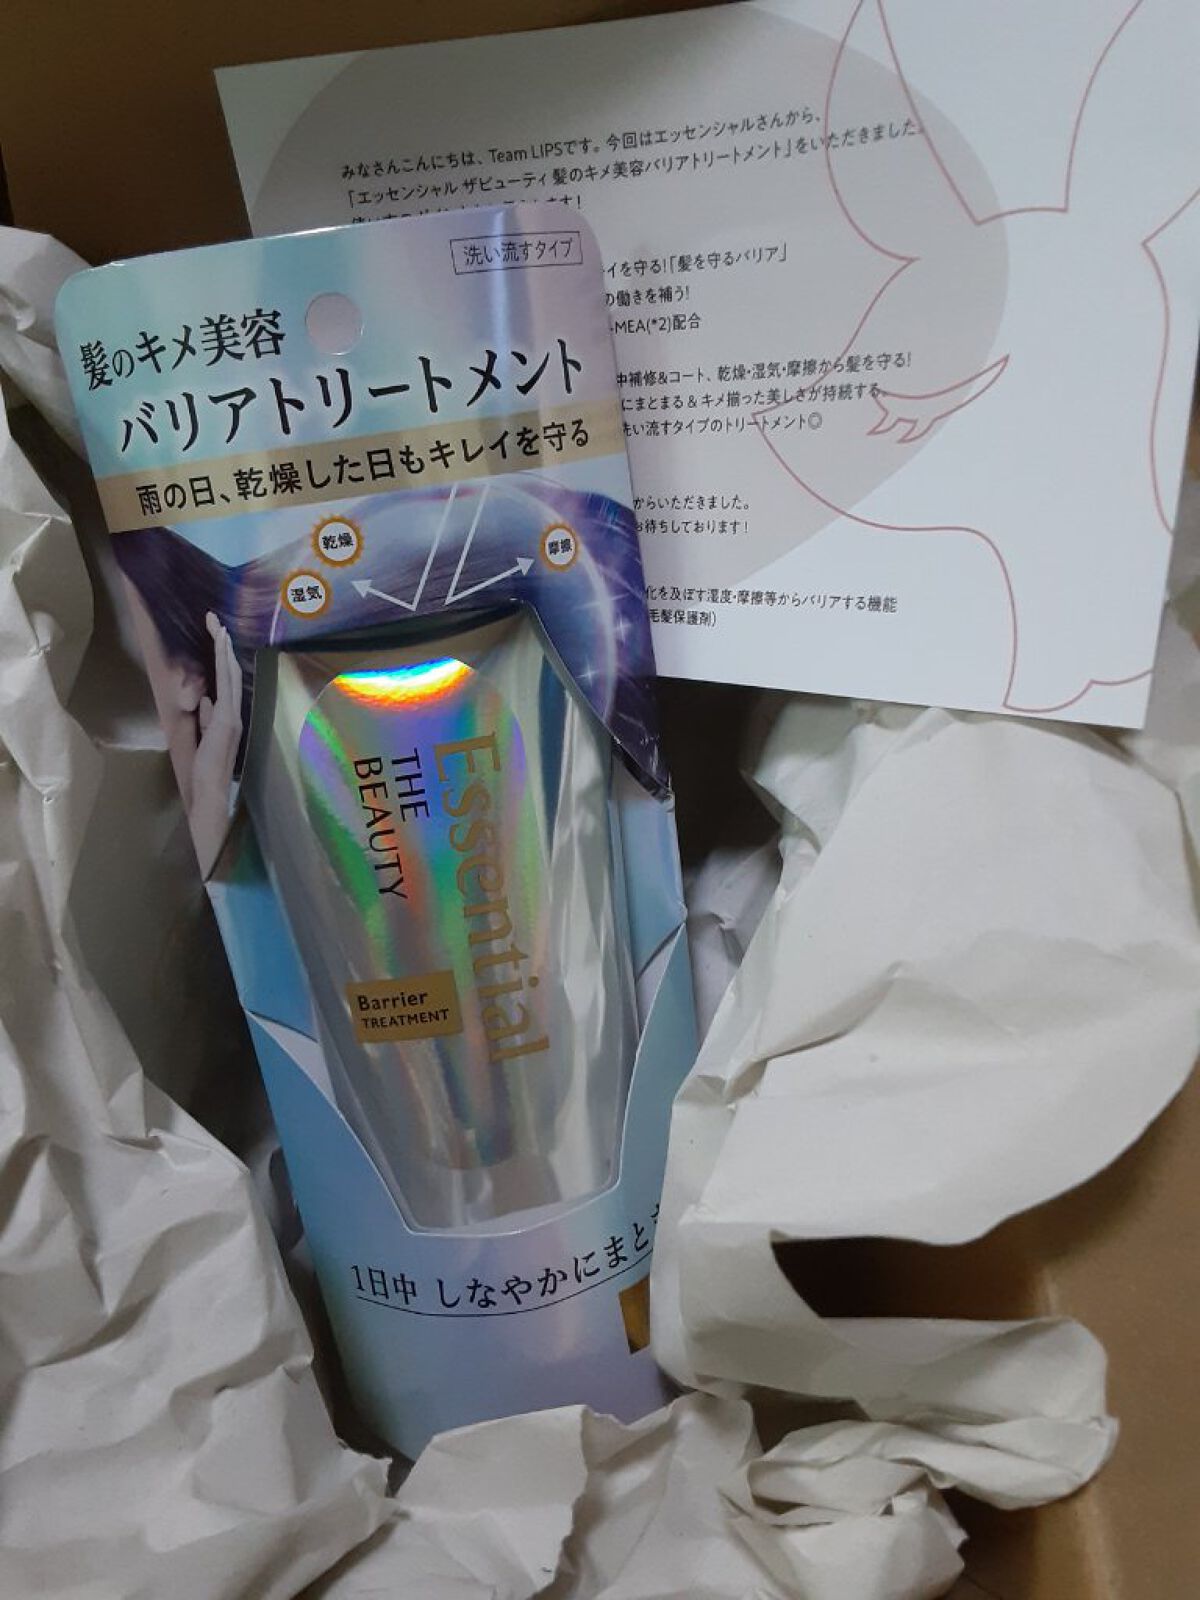 みなさんこんにちは、Team LIPSです。今回はエッセンシャルさんから、
「エッセンシャル ザビューティ 髪のキメ美容バリアトリートメント」をいただきました。
イを守る!「髪を守るバリア」
の働きを補う!
-MEA(*2)配合
中補修&コート、乾燥・湿気・摩擦から髪を守る!
にまとまる & キメ揃った美しさが持続する。
洗い流すタイプのトリートメント◎
からいただきました。
お待ちしております!
化を及ぼす湿度・摩擦等からバリアする機能
毛髪保護剤)
洗い流すタイプ
髪のキメ美容
バリアトリートメント
雨の日、乾燥した日もキレイを守る
乾燥
摩擦
湿気
Essential
THE
BEAUTY
Barrier
TREATMENT
1日中 しなやかにまとま